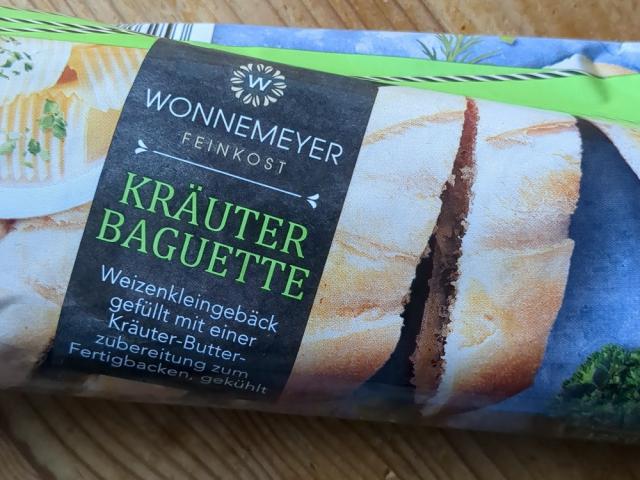 W
WONNEMEYER
FEINKOST
KRÄUTER
BAGUETTE
Weizenkleingebäck
gefüllt mit einer
Kräuter-Butter-
zubereitung zum
Fertigbacken, gekühlt